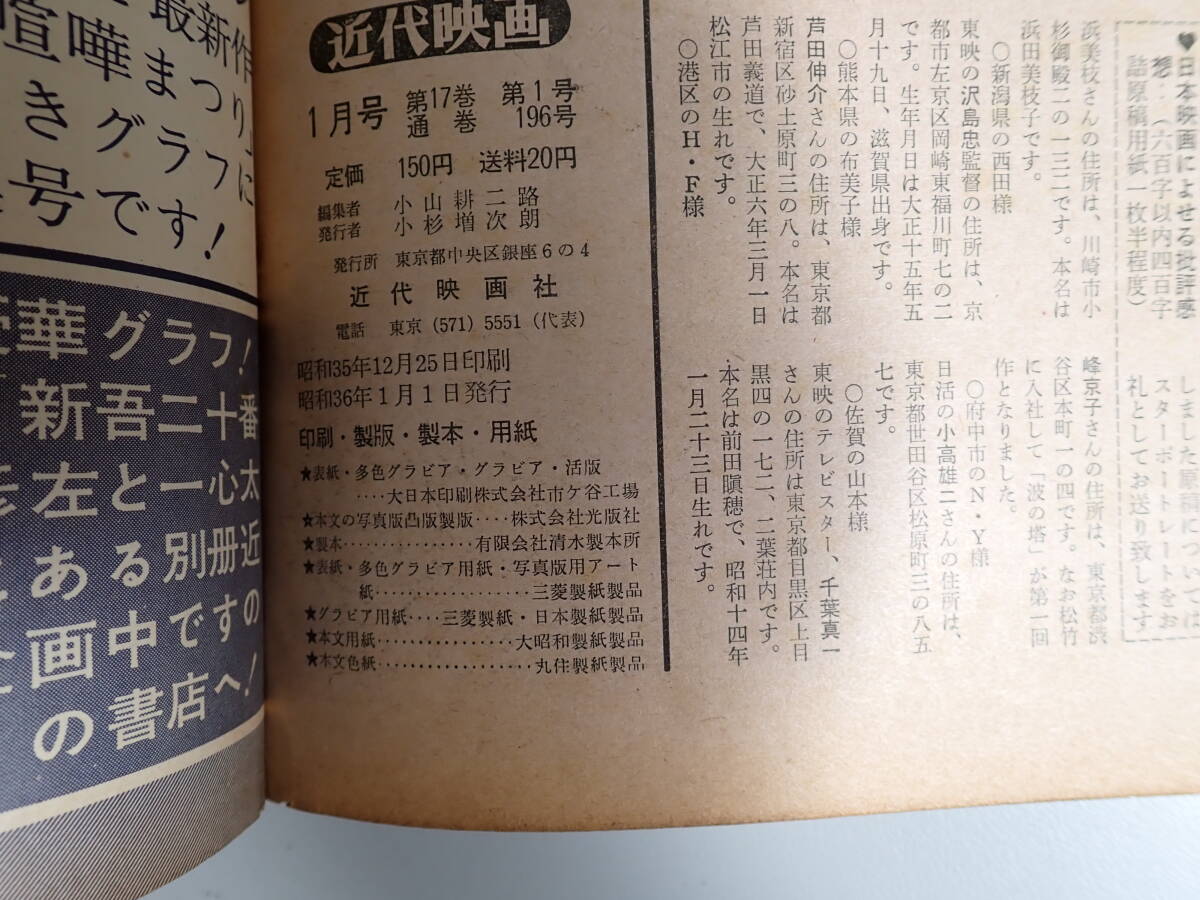 最新作
喧嘩まつり
きグラフに
号です！
華グラフ！
新吾二十番
左と一心太
ある別册近
画中ですの
の書店へ！
近代映画
1月号 第17巻 第1号
通巻 196号
定価 150円 送料20円
編集者 小山耕二路
発行者 小杉増次朗
発行所 東京都中央区銀座6の4
近代映画社
電話 東京(571)5551(代表)
昭和35年12月25日印刷
昭和36年1月1日発行
印刷・製版・製本・用紙
★表紙・多色グラビア・グラビア・活版
‥‥大日本印刷株式会社市ケ谷工場
★本文の写真版凸版製版‥‥株式会社光版社
★製本‥‥‥‥‥‥‥有限会社清水製本所
★表紙・多色グラビア用紙・写真版用アート
紙‥‥‥‥‥‥‥‥三菱製紙製品
★グラビア用紙‥‥三菱製紙・日本製紙製品
★本文用紙‥‥‥‥‥‥‥大昭和製紙製品
★本文色紙‥‥‥‥‥‥‥‥丸住製紙製品
♥日本映画によせる批評感
想：（六百字以内四百字
詰原稿用紙一枚半程度）
浜美枝さんの住所は、川崎市小
杉御殿二の一三二です。本名は
浜田美枝子です。
○新潟県の西田様
東映の沢島忠監督の住所は、京
都市左京区岡崎東福川町七の二
です。生年月日は大正十五年五
月十九日、滋賀県出身です。
○熊本県の布美子様
芦田伸介さんの住所は、東京都
新宿区砂土原町三の八。本名は
芦田義道で、大正六年三月一日
松江市の生れです。
○港区のH・F様
しました原稿については
スターポートレートをお
礼としてお送り致します
峰京子さんの住所は、東京都渋
谷区本町一の四です。なお松竹
に入社して「波の塔」が第一回
作となりました。
○府中市のN・Y様
日活の小高雄二さんの住所は、
東京都世田谷区松原町三の八五
七です。
○佐賀の山本様
東映のテレビスター、千葉真一
さんの住所は東京都目黒区上目
黒四の一七二、二葉荘内です。
本名は前田瞋穂で、昭和十四年
一月二十三日生れです。